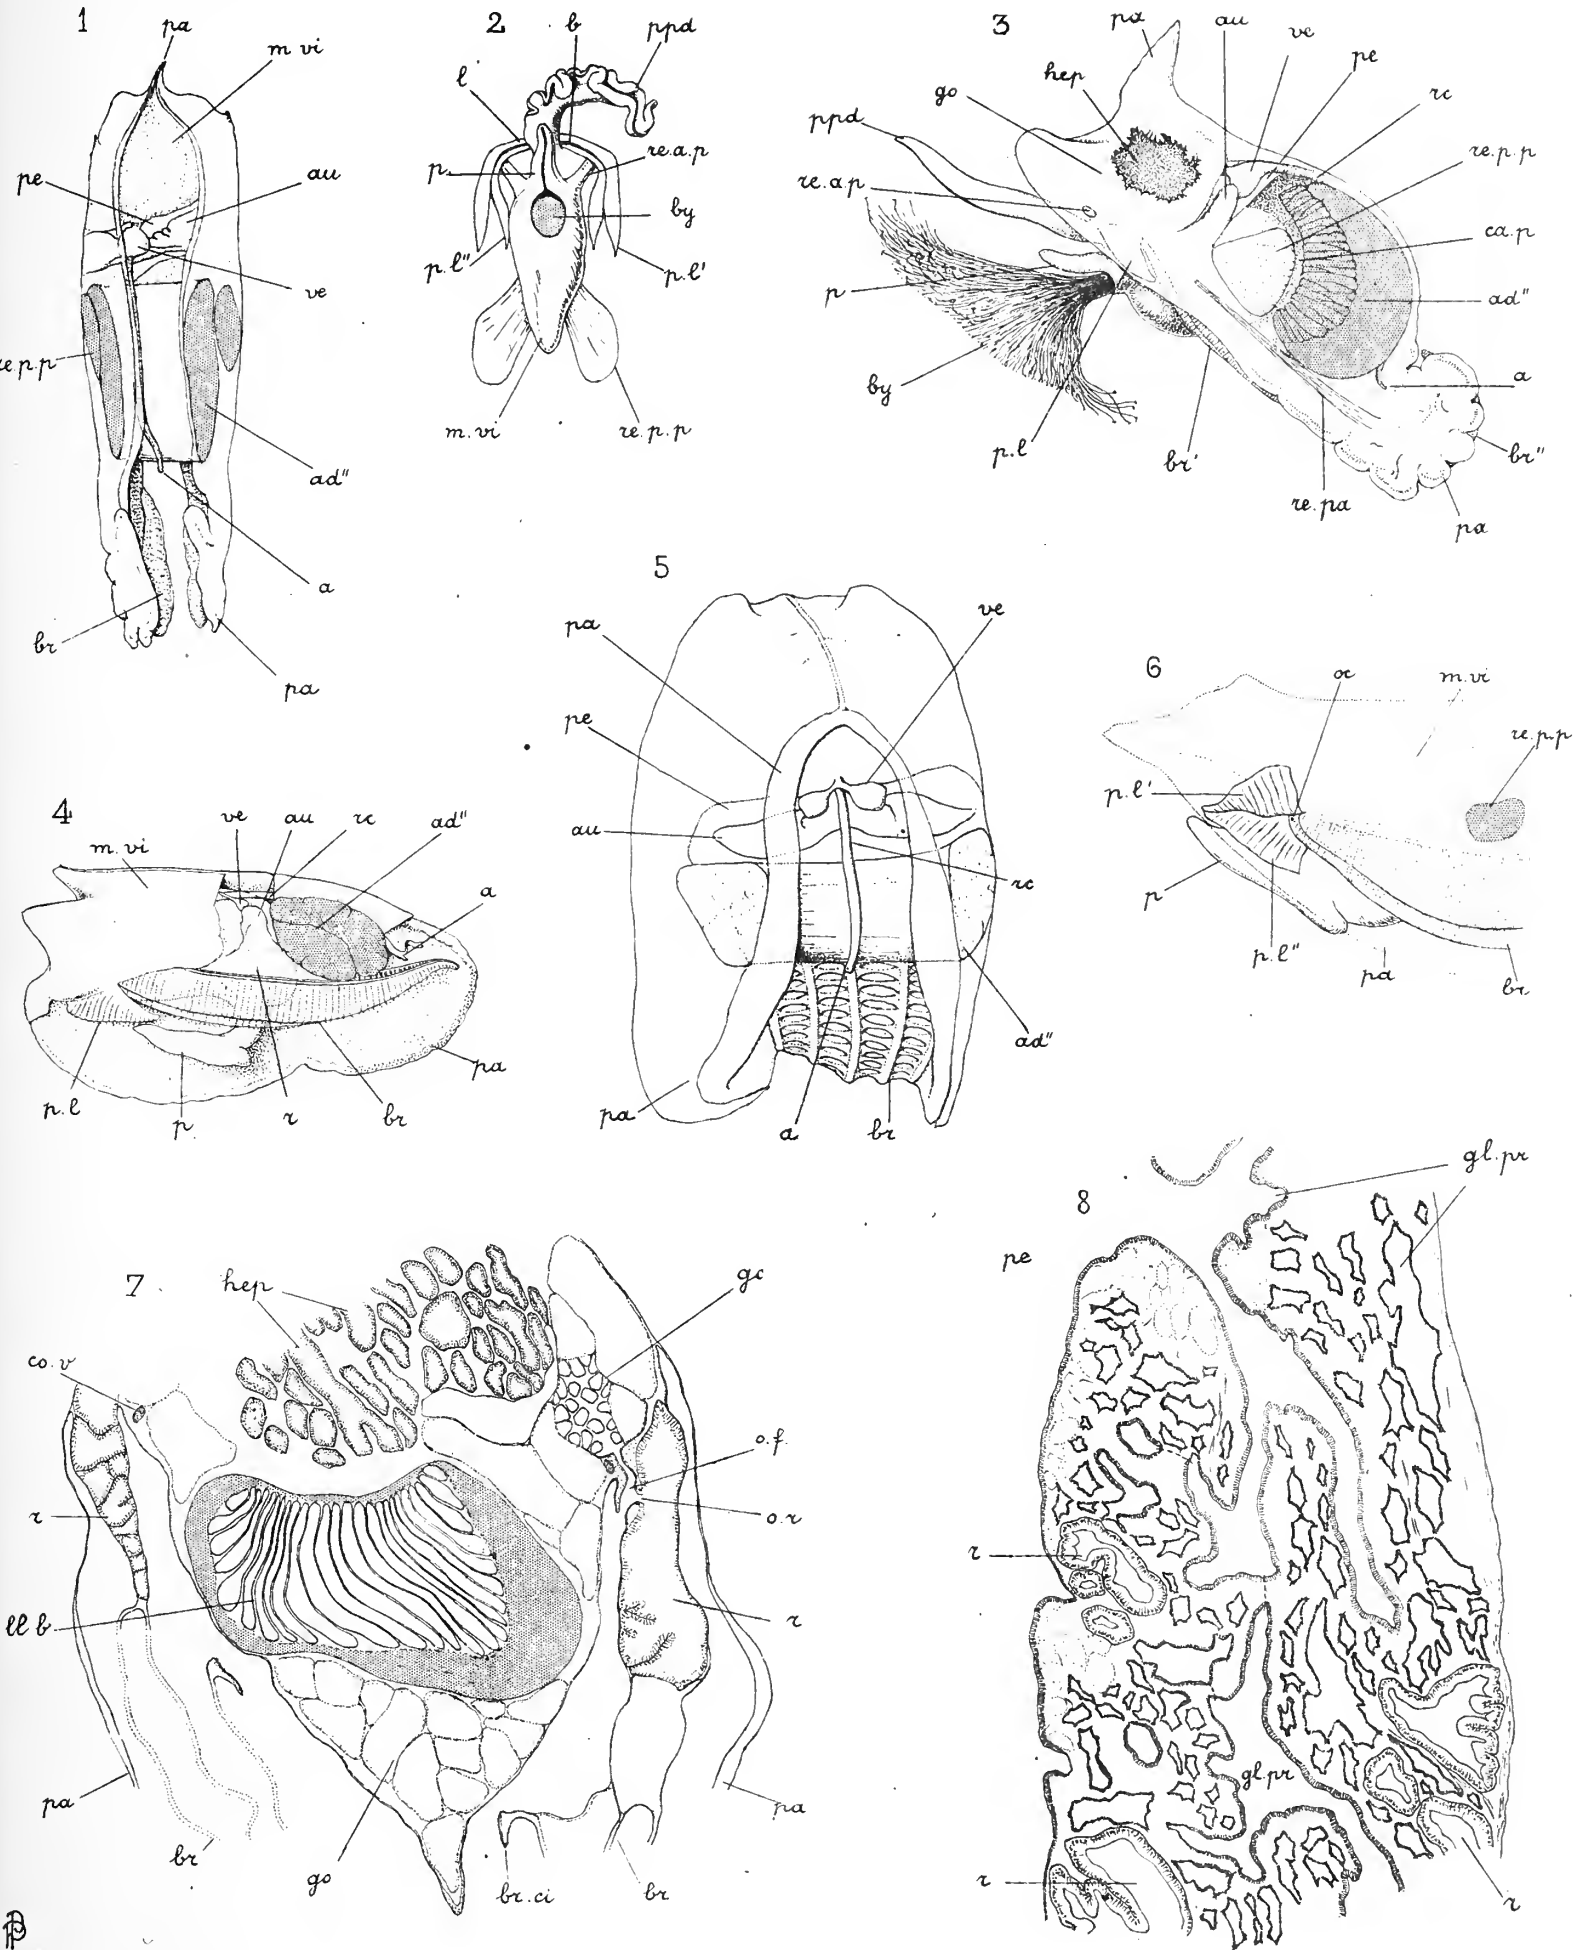 1
pa
m.vi
pe
au
ve
re.p.p
ad"
a
br
pa
2
b
ppd
l
p
re.a.p
by
p.l"
p.l'
m.vi
re.p.p
3
pa
au
ve
pe
hep
go
rc
ppd
re.p.p
re.a.p
ca.p
p
ad"
by
a
p.l
br'
br"
re.pa
pa
4
m.vi
ve
au
rc
ad"
a
pa
p.l
p.
r
br
5
pa
ve
pe
au
rc
ad"
pa
a
br
6
oc
m.vi
re.p.p
p.l'
p
p.l"
pa
br
7
hep
go
co.v
o.f.
o.r
r
ll b
r
pa
br
go
br.ci
br
pa
8
gl.pr
pe
r
gl.pr
r
r